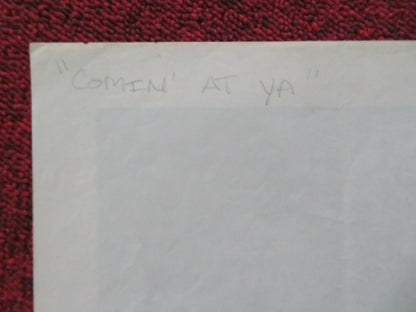 "COMIN' AT YA"